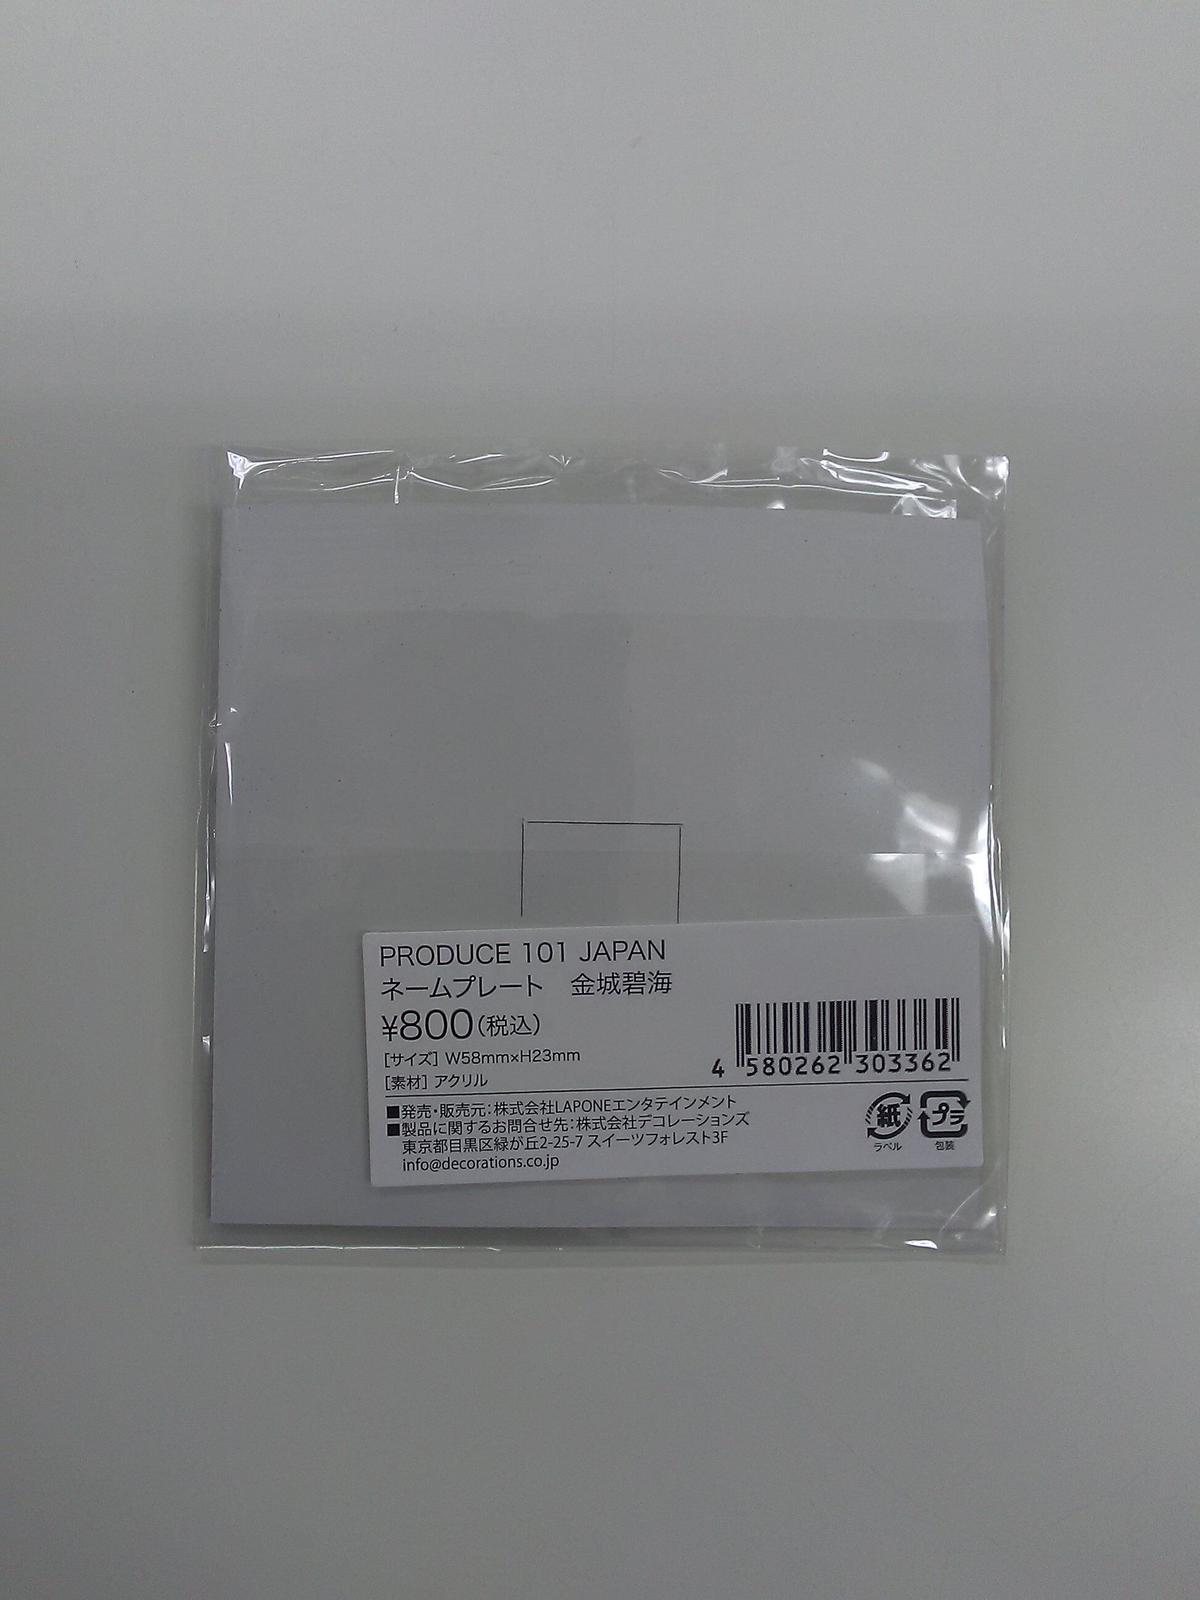 PRODUCE 101 JAPAN
ネームプレート　金城碧海
¥800(税込)
[サイズ] W58mm×H23mm
[素材] アクリル
4 580262 303362
■発売・販売元：株式会社LAPONEエンタテインメント
■製品に関するお問合せ先：株式会社デコレーションズ
東京都目黒区緑が丘2-25-7 スイーツフォレスト3F
info@decorations.co.jp
紙 プラ
ラベル 包装